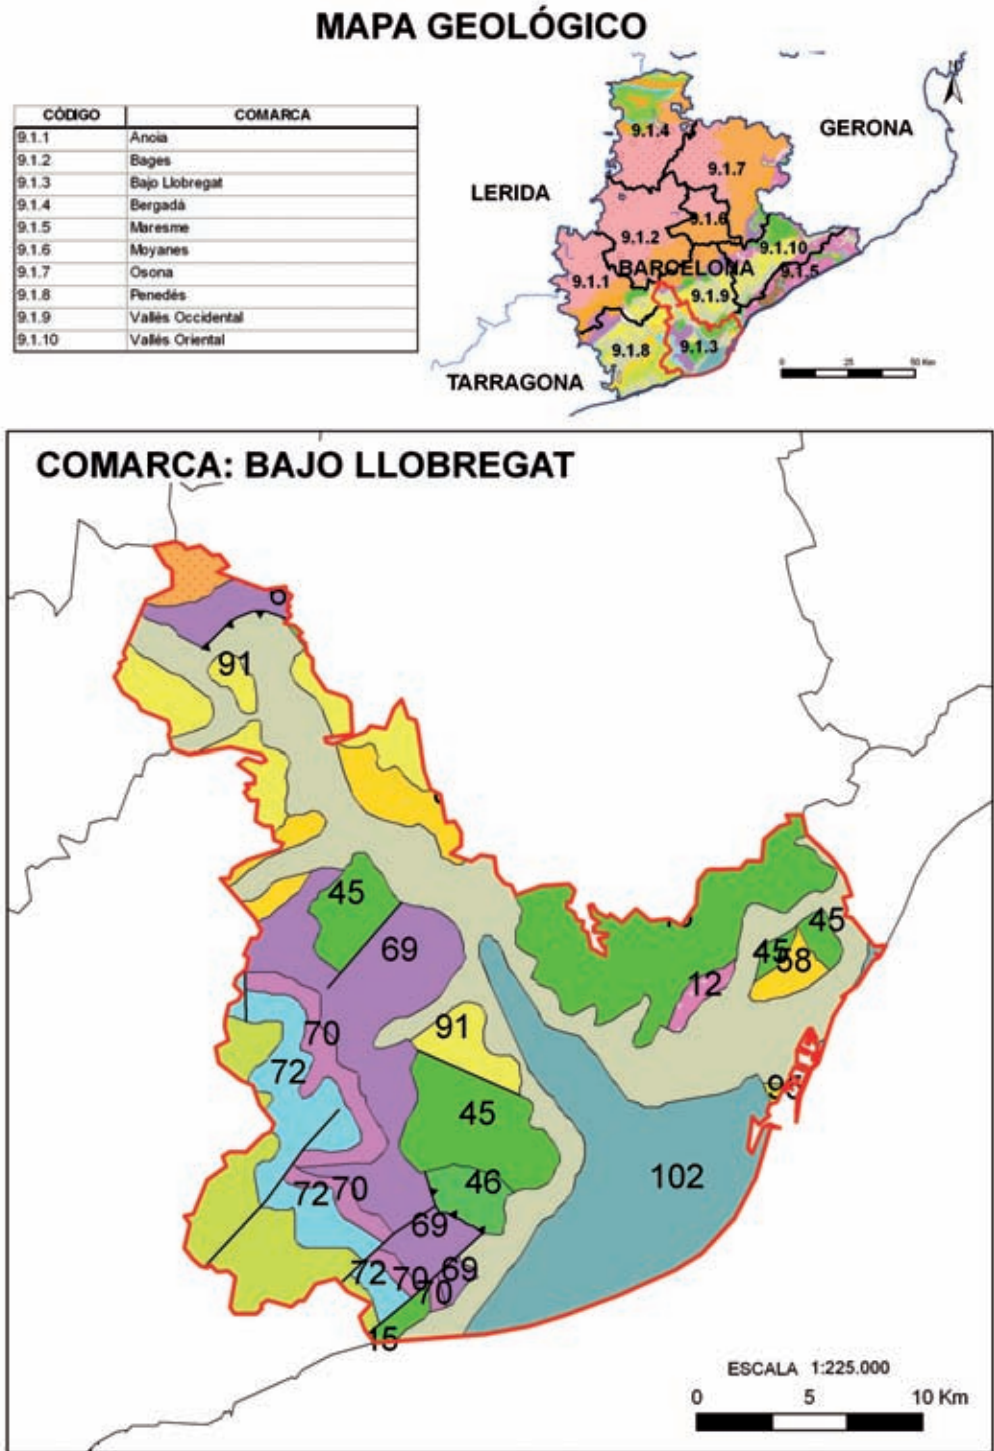 MAPA GEOLÓGICO
CÓDIGO COMARCA
9.1.1 Anoia
9.1.2 Bages
9.1.3 Bajo Llobregat
9.1.4 Bergadá
9.1.5 Maresme
9.1.6 Moyanes
9.1.7 Osona
9.1.8 Penedés
9.1.9 Vallés Occidental
9.1.10 Vallés Oriental
GERONA
LERIDA
BARCELONA
TARRAGONA
9.1.4
9.1.7
9.1.6
9.1.2
9.1.10
9.1.5
9.1.1
9.1.9
9.1.8
9.1.3
0 25 50 Km
COMARCA: BAJO LLOBREGAT
91
45
69
45
45
58
12
70
91
72
45
102
72
70
46
69
72
70
69
70
ESCALA 1:225.000
0 5 10 Km